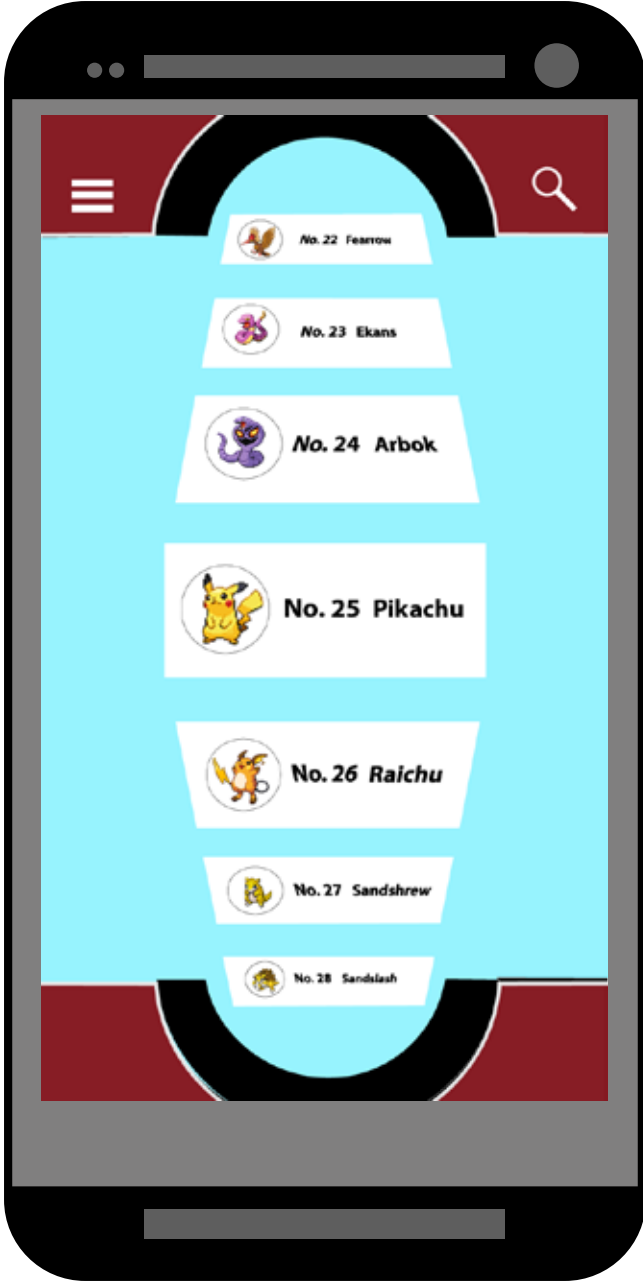 No. 22 Fearrow
No. 23 Ekans
No. 24 Arbok
No. 25 Pikachu
No. 26 Raichu
No. 27 Sandshrew
No. 28 Sandslash